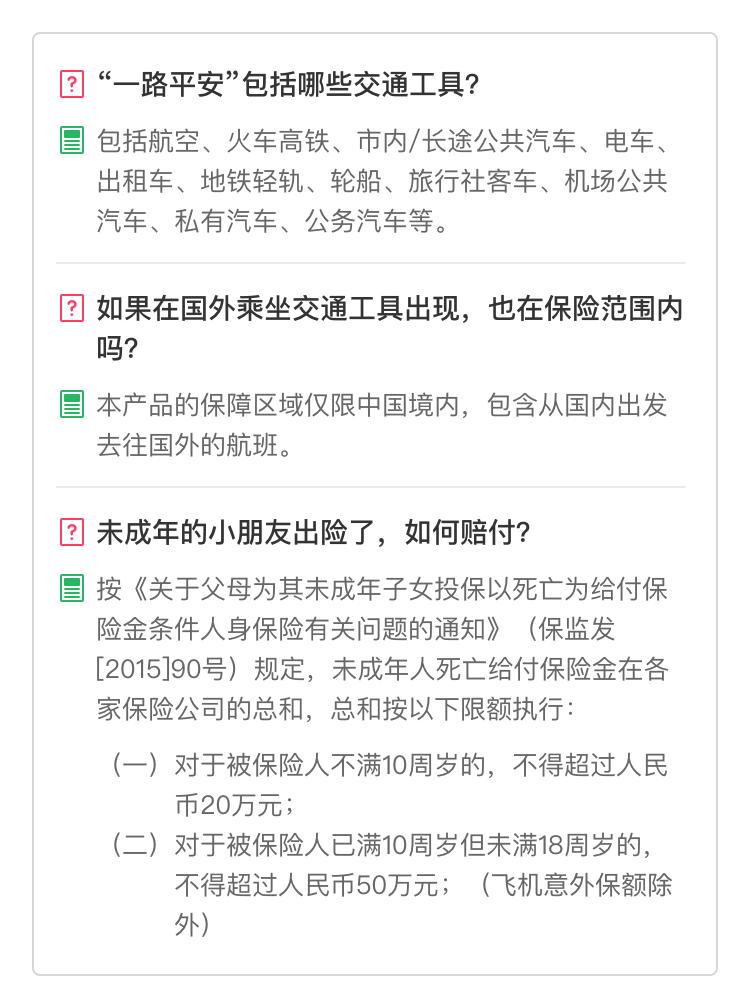 “一路平安”包括哪些交通工具？
包括航空、火车高铁、市内/长途公共汽车、电车、
出租车、地铁轻轨、轮船、旅行社客车、机场公共
汽车、私有汽车、公务汽车等。
如果在国外乘坐交通工具出现，也在保险范围内
吗？
本产品的保障区域仅限中国境内，包含从国内出发
去往国外的航班。
未成年的小朋友出险了，如何赔付？
按《关于父母为其未成年子女投保以死亡为给付保
险金条件人身保险有关问题的通知》（保监发
[2015]90号）规定，未成年人死亡给付保险金在各
家保险公司的总和，总和按以下限额执行：
（一）对于被保险人不满10周岁的，不得超过人民
币20万元；
（二）对于被保险人已满10周岁但未满18周岁的，
不得超过人民币50万元；（飞机意外保额除
外）